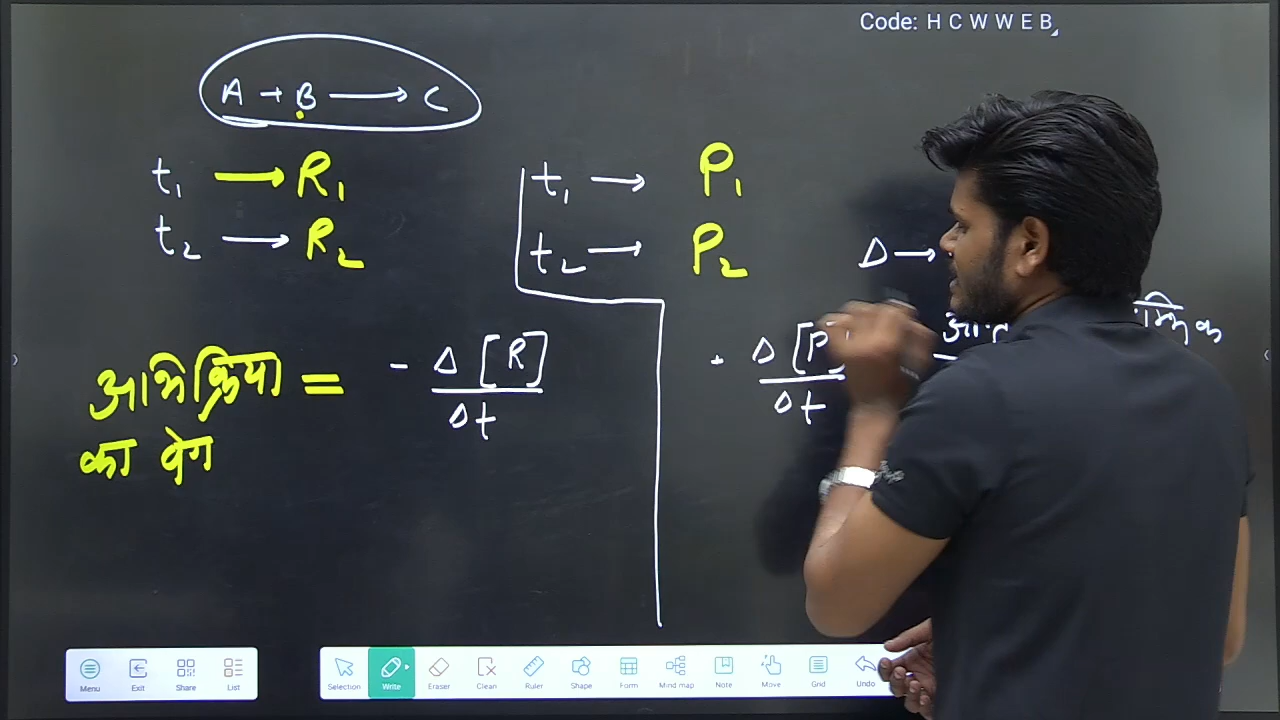 Code: H C W W E B
A + B ⟶ C
t₁ ⟶ R₁
t₂ ⟶ R₂
t₁ ⟶ P₁
t₂ ⟶ P₂
Δ ⟶
अभिक्रिया = - Δ [R] / Δt
का वेग
+ Δ [P] / Δt
Menu Exit Share List
Selection Write Eraser Clean Ruler Shape Form Mind map Note Move Grid Undo